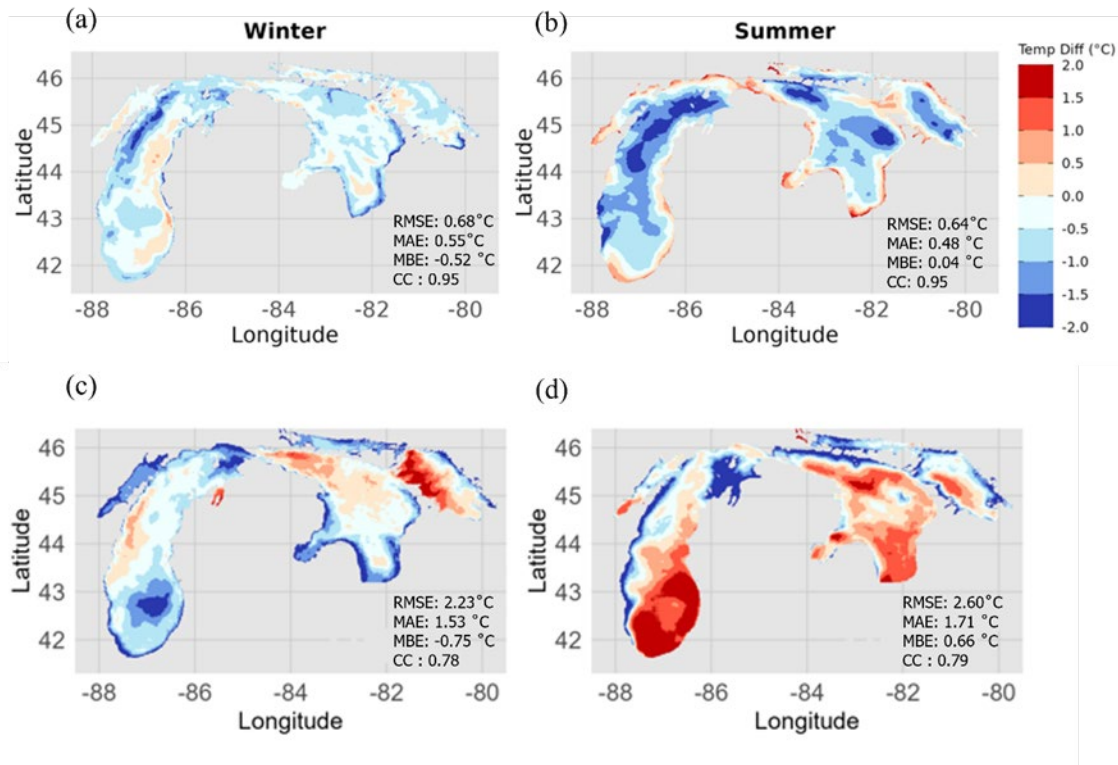 (a)
Winter
(b)
Summer
Temp Diff (°C)
Latitude
46
45
44
43
42
RMSE: 0.68°C
MAE: 0.55°C
MBE: -0.52 °C
CC : 0.95
-88
-86
-84
-82
-80
Longitude
Latitude
46
45
44
43
42
RMSE: 0.64°C
MAE: 0.48 °C
MBE: 0.04 °C
CC: 0.95
-88
-86
-84
-82
-80
Longitude
2.0
1.5
1.0
0.5
0.0
-0.5
-1.0
-1.5
-2.0
(c)
(d)
Latitude
46
45
44
43
42
RMSE: 2.23°C
MAE: 1.53 °C
MBE: -0.75 °C
CC : 0.78
-88
-86
-84
-82
-80
Longitude
Latitude
46
45
44
43
42
RMSE: 2.60°C
MAE: 1.71 °C
MBE: 0.66 °C
CC : 0.79
-88
-86
-84
-82
-80
Longitude